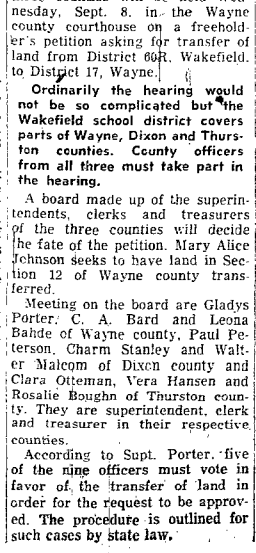 nesday, Sept. 8. in the Wayne
county courthouse on a freehold-
er's petition asking for transfer of
land from District 60R, Wakefield.
to District 17, Wayne.
Ordinarily the hearing would
not be so complicated but the
Wakefield school district covers
parts of Wayne, Dixon and Thurs-
ton counties. County officers
from all three must take part in
the hearing.
A board made up of the superin-
tendents, clerks and treasurers
of the three counties will decide
the fate of the petition. Mary Alice
Johnson seeks to have land in Sec-
tion 12 of Wayne county trans-
ferred.
Meeting on the board are Gladys
Porter, C. A. Bard and Leona
Bahde of Wayne county, Paul Pe-
terson, Charm Stanley and Walt-
er Malcom of Dixon county and
Clara Otteman, Vera Hansen and
Rosalie Boughn of Thurston coun-
ty. They are superintendent, clerk
and treasurer in their respective
counties.
According to Supt. Porter, five
of the nine officers must vote in
favor of the transfer of land in
order for the request to be approv-
ed. The procedure is outlined for
such cases by state law.